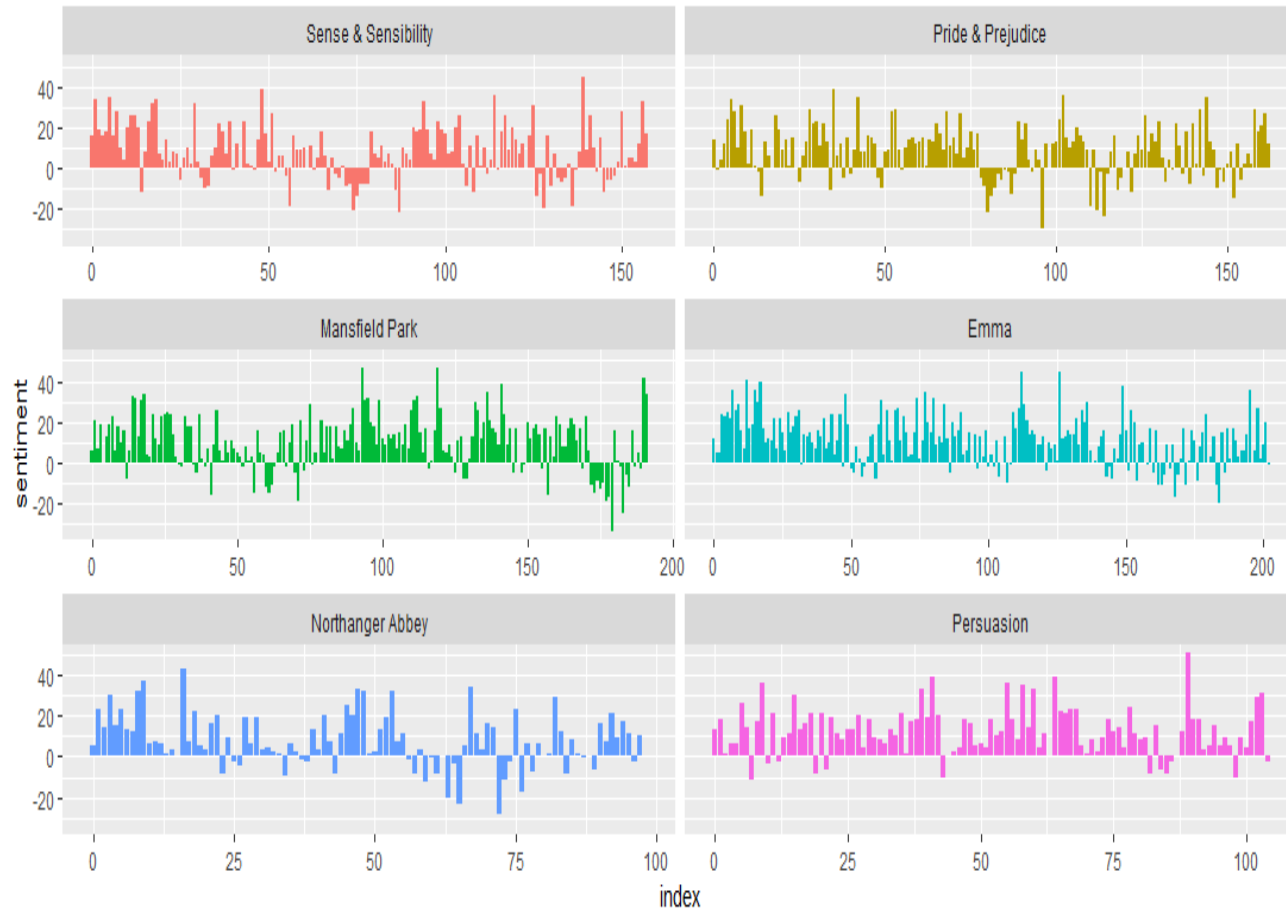 Sense & Sensibility
Pride & Prejudice
40
20
0
-20
0 50 100 150
0 50 100 150
Mansfield Park
Emma
sentiment
40
20
0
-20
0 50 100 150 200
0 50 100 150 200
Northanger Abbey
Persuasion
40
20
0
-20
0 25 50 75 100
0 25 50 75 100
index